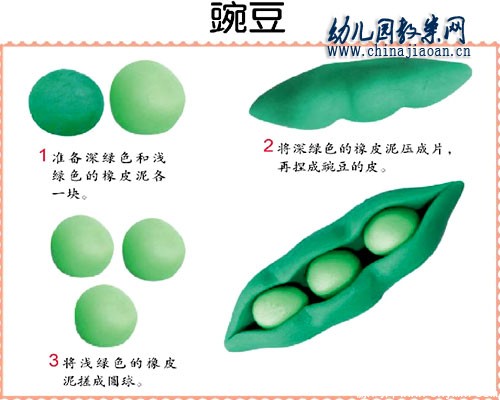 豌豆
幼儿园教案网
www.chinajiaoan.cn
1 准备深绿色和浅
绿色的橡皮泥各
一块。
2 将深绿色的橡皮泥压成片，
再捏成豌豆的皮。
3 将浅绿色的橡皮
泥搓成圆球。